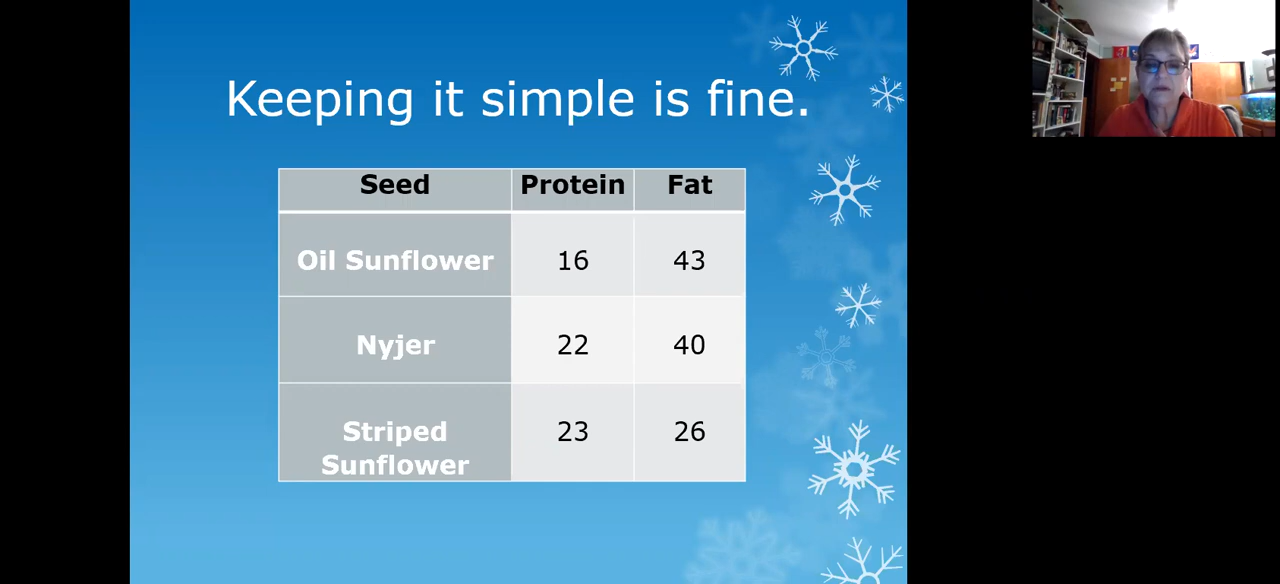 Keeping it simple is fine.
Seed Protein Fat
Oil Sunflower 16 43
Nyjer 22 40
Striped 23 26
Sunflower